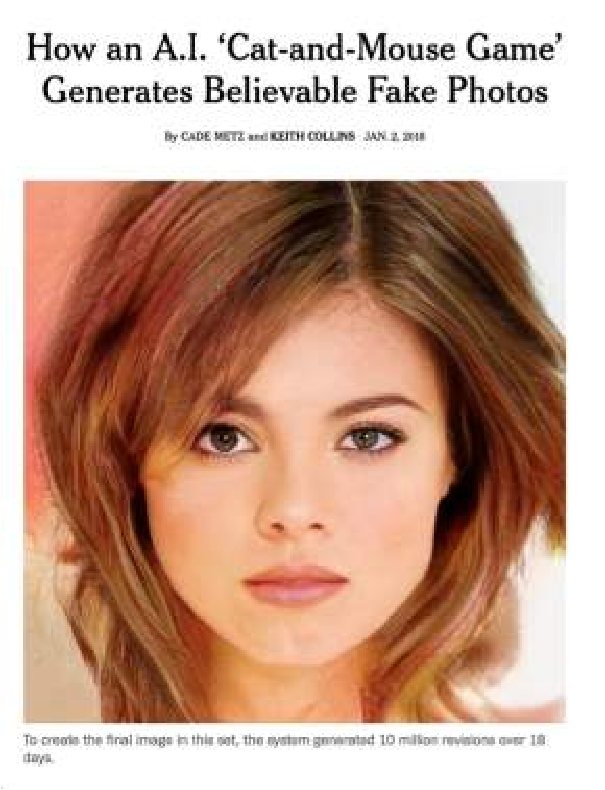 How an A.I. ‘Cat-and-Mouse Game’
Generates Believable Fake Photos
By CADE METZ and KEITH COLLINS JAN. 2, 2018
To create the final image in this set, the system generated 10 million revisions over 18
days.